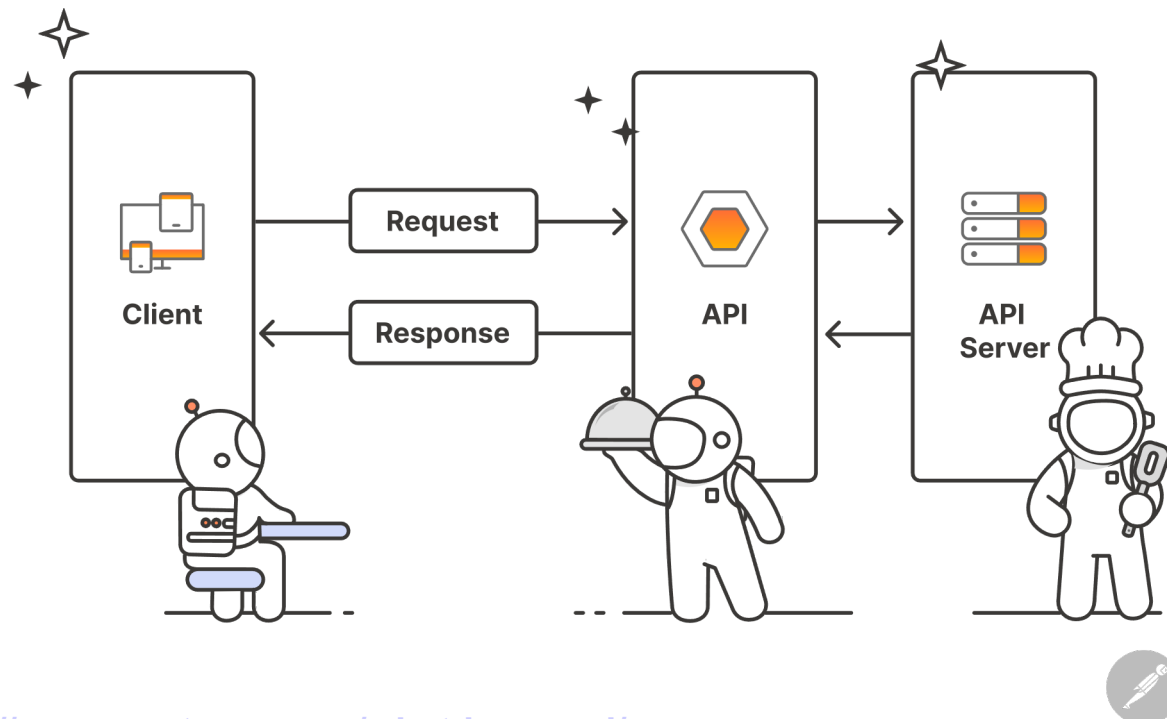 Request
Client
Response
API
API
Server